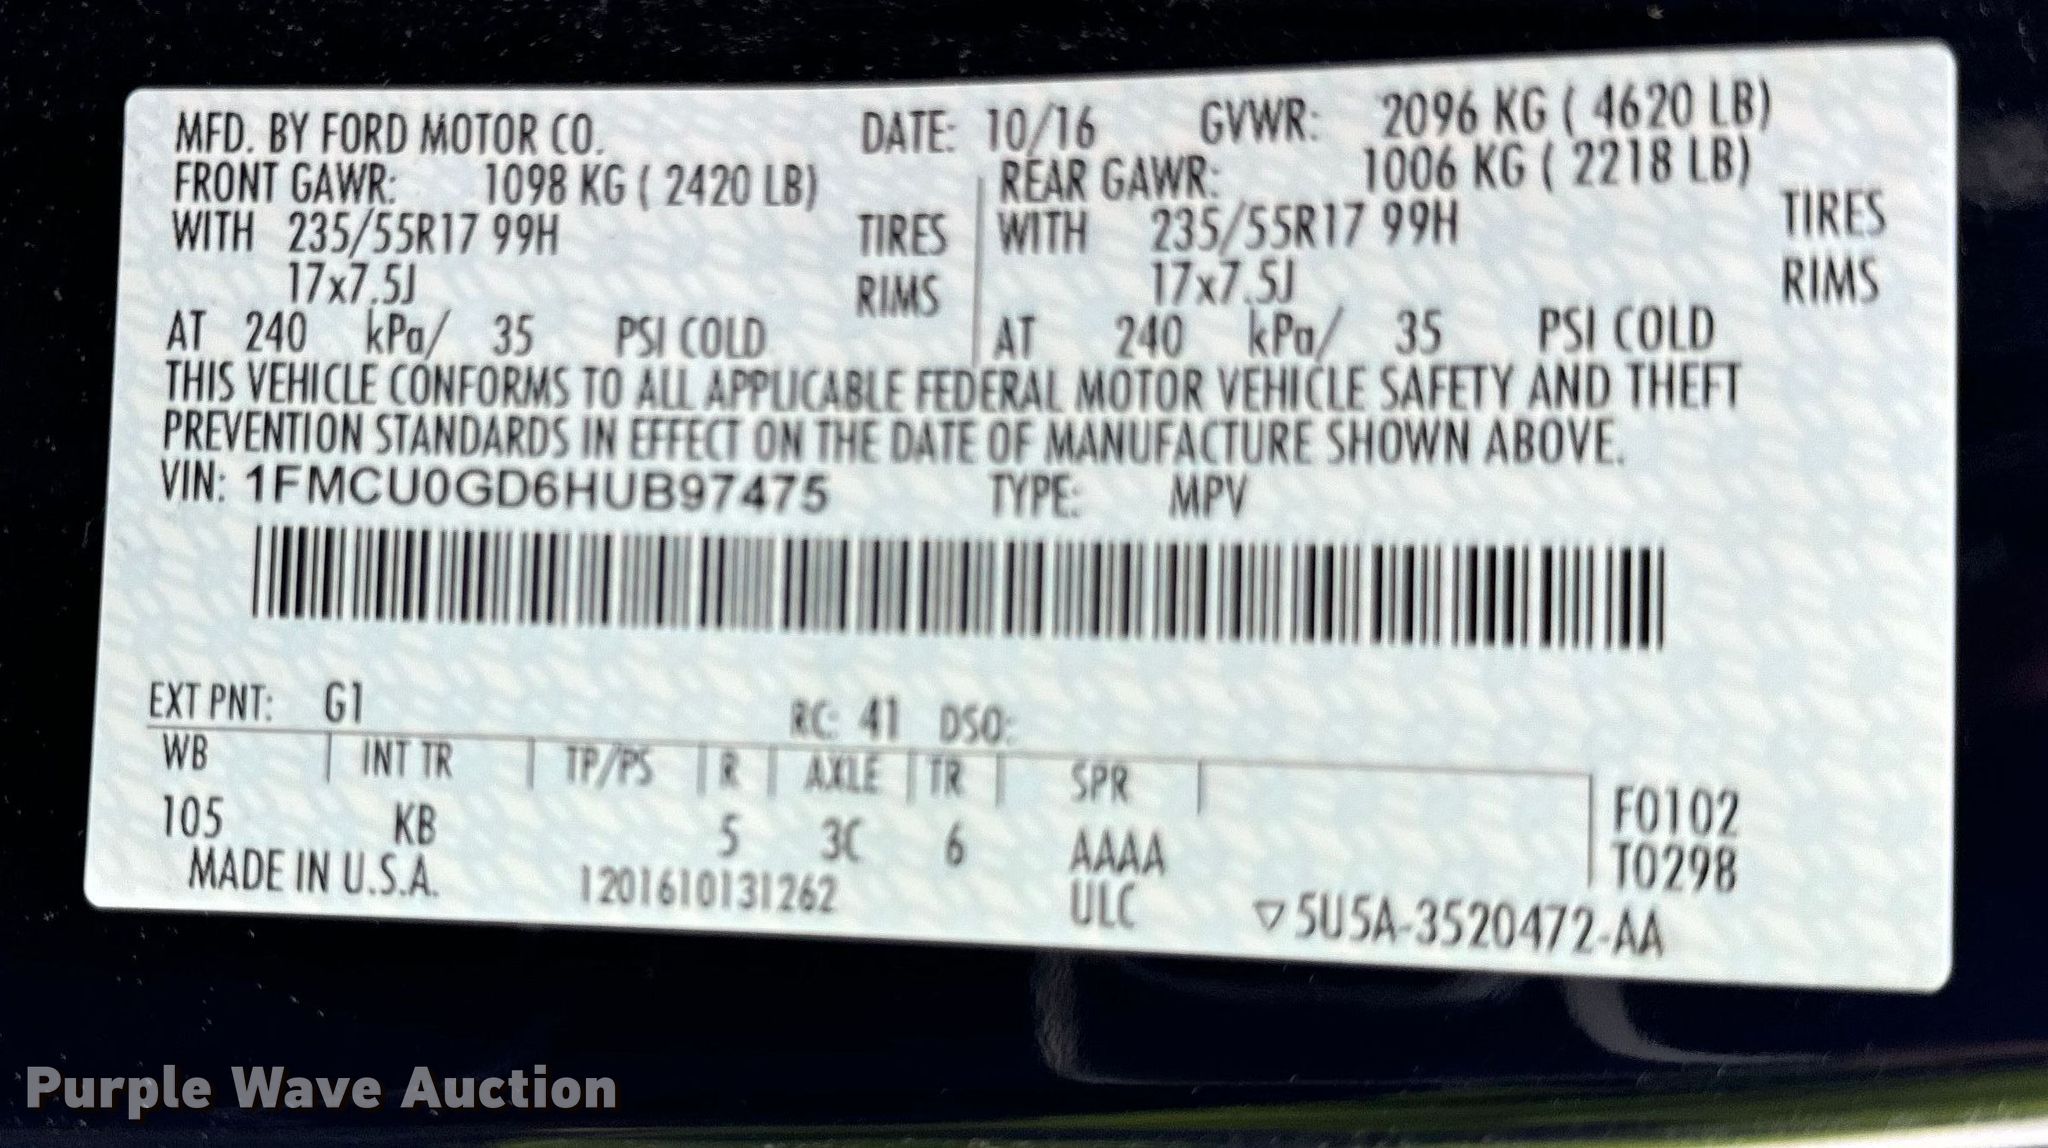 MFD. BY FORD MOTOR CO. DATE: 10/16 GVWR: 2096 KG ( 4620 LB)
FRONT GAWR: 1098 KG ( 2420 LB) REAR GAWR: 1006 KG ( 2218 LB)
WITH 235/55R17 99H TIRES WITH 235/55R17 99H TIRES
17x7.5J RIMS 17x7.5J RIMS
AT 240 kPa/ 35 PSI COLD AT 240 kPa/ 35 PSI COLD
THIS VEHICLE CONFORMS TO ALL APPLICABLE FEDERAL MOTOR VEHICLE SAFETY AND THEFT
PREVENTION STANDARDS IN EFFECT ON THE DATE OF MANUFACTURE SHOWN ABOVE.
VIN: 1FMCU0GD6HUB97475 TYPE: MPV
EXT PNT: G1 RC: 41 DSO:
WB INT TR TP/PS R AXLE TR SPR
105 KB 5 3C 6 AAAA F0102
T0298
MADE IN U.S.A. 1201610131262 ULC ▽5U5A-3520472-AA
Purple Wave Auction